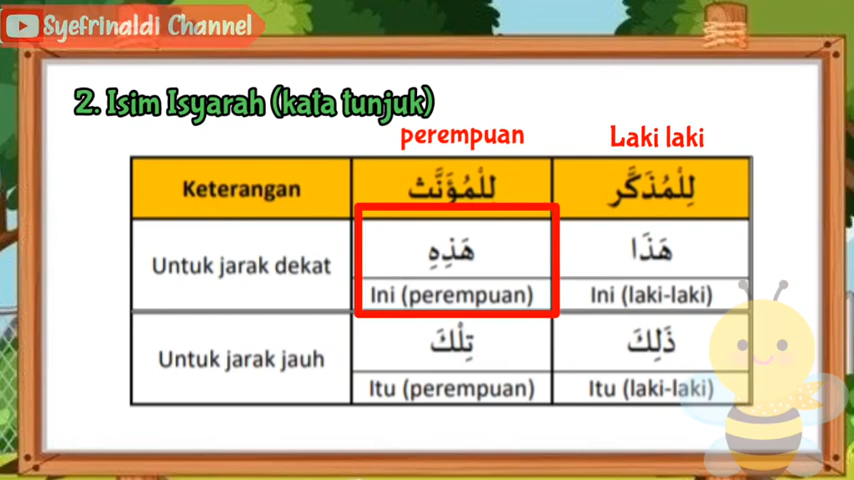 Syefrinaldi Channel
2. Isim Isyarah (kata tunjuk)
perempuan Laki laki
Keterangan للْمُؤَنَّث لِلْمُذَكَّر
هَذِهِ هَذَا
Untuk jarak dekat
Ini (perempuan) Ini (laki-laki)
تِلْكَ ذَلِكَ
Untuk jarak jauh
Itu (perempuan) Itu (laki-laki)